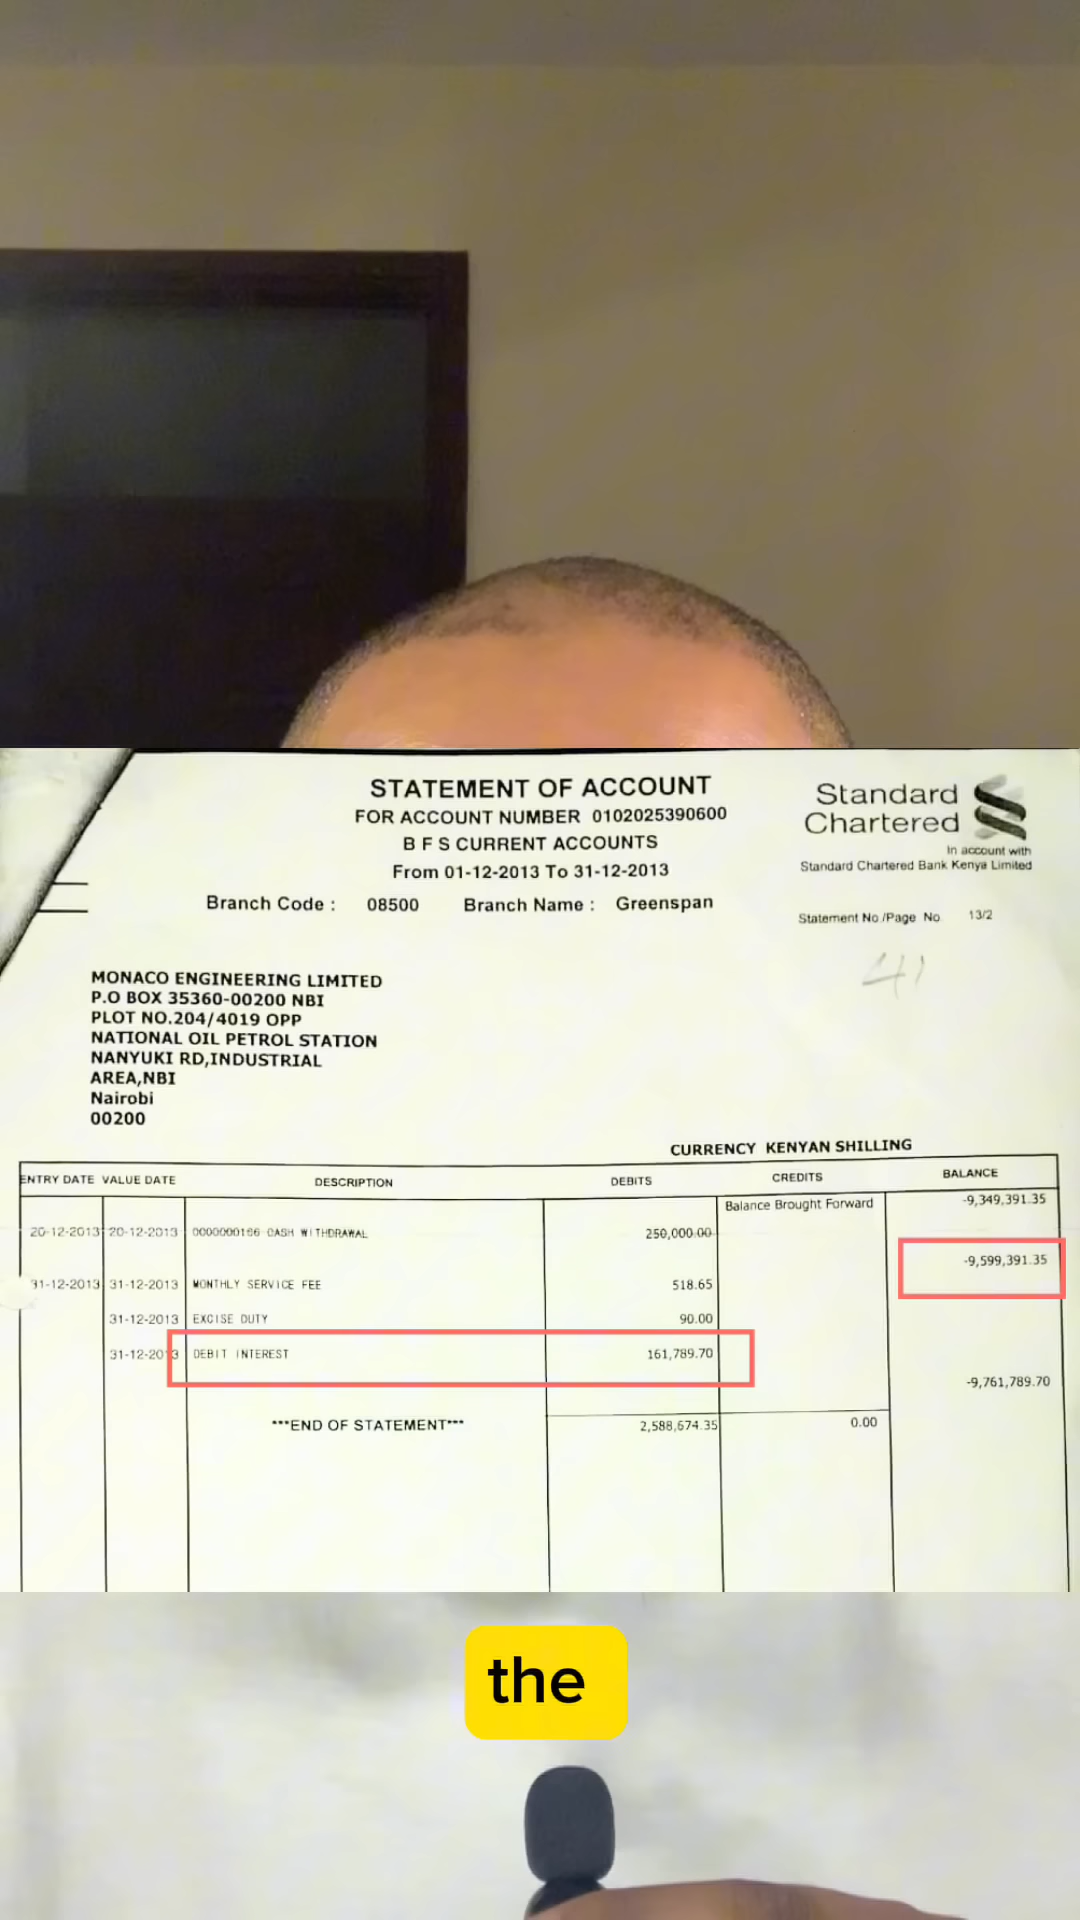 STATEMENT OF ACCOUNT
FOR ACCOUNT NUMBER 0102025390600
B F S CURRENT ACCOUNTS
From 01-12-2013 To 31-12-2013
Branch Code : 08500 Branch Name : Greenspan
Standard
Chartered
In account with
Standard Chartered Bank Kenya Limited
Statement No /Page No 13/2
41
MONACO ENGINEERING LIMITED
P.O BOX 35360-00200 NBI
PLOT NO.204/4019 OPP
NATIONAL OIL PETROL STATION
NANYUKI RD,INDUSTRIAL
AREA,NBI
Nairobi
00200
CURRENCY KENYAN SHILLING
ENTRY DATE VALUE DATE DESCRIPTION DEBITS CREDITS BALANCE
Balance Brought Forward -9,349,391.35
20-12-2013 20-12-2013 0000000166 CASH WITHDRAWAL 250,000.00
-9,599,391.35
31-12-2013 31-12-2013 MONTHLY SERVICE FEE 518.65
31-12-2013 EXCISE DUTY 90.00
31-12-2013 DEBIT INTEREST 161,789.70
-9,761,789.70
***END OF STATEMENT*** 2,588,674.35 0.00
the